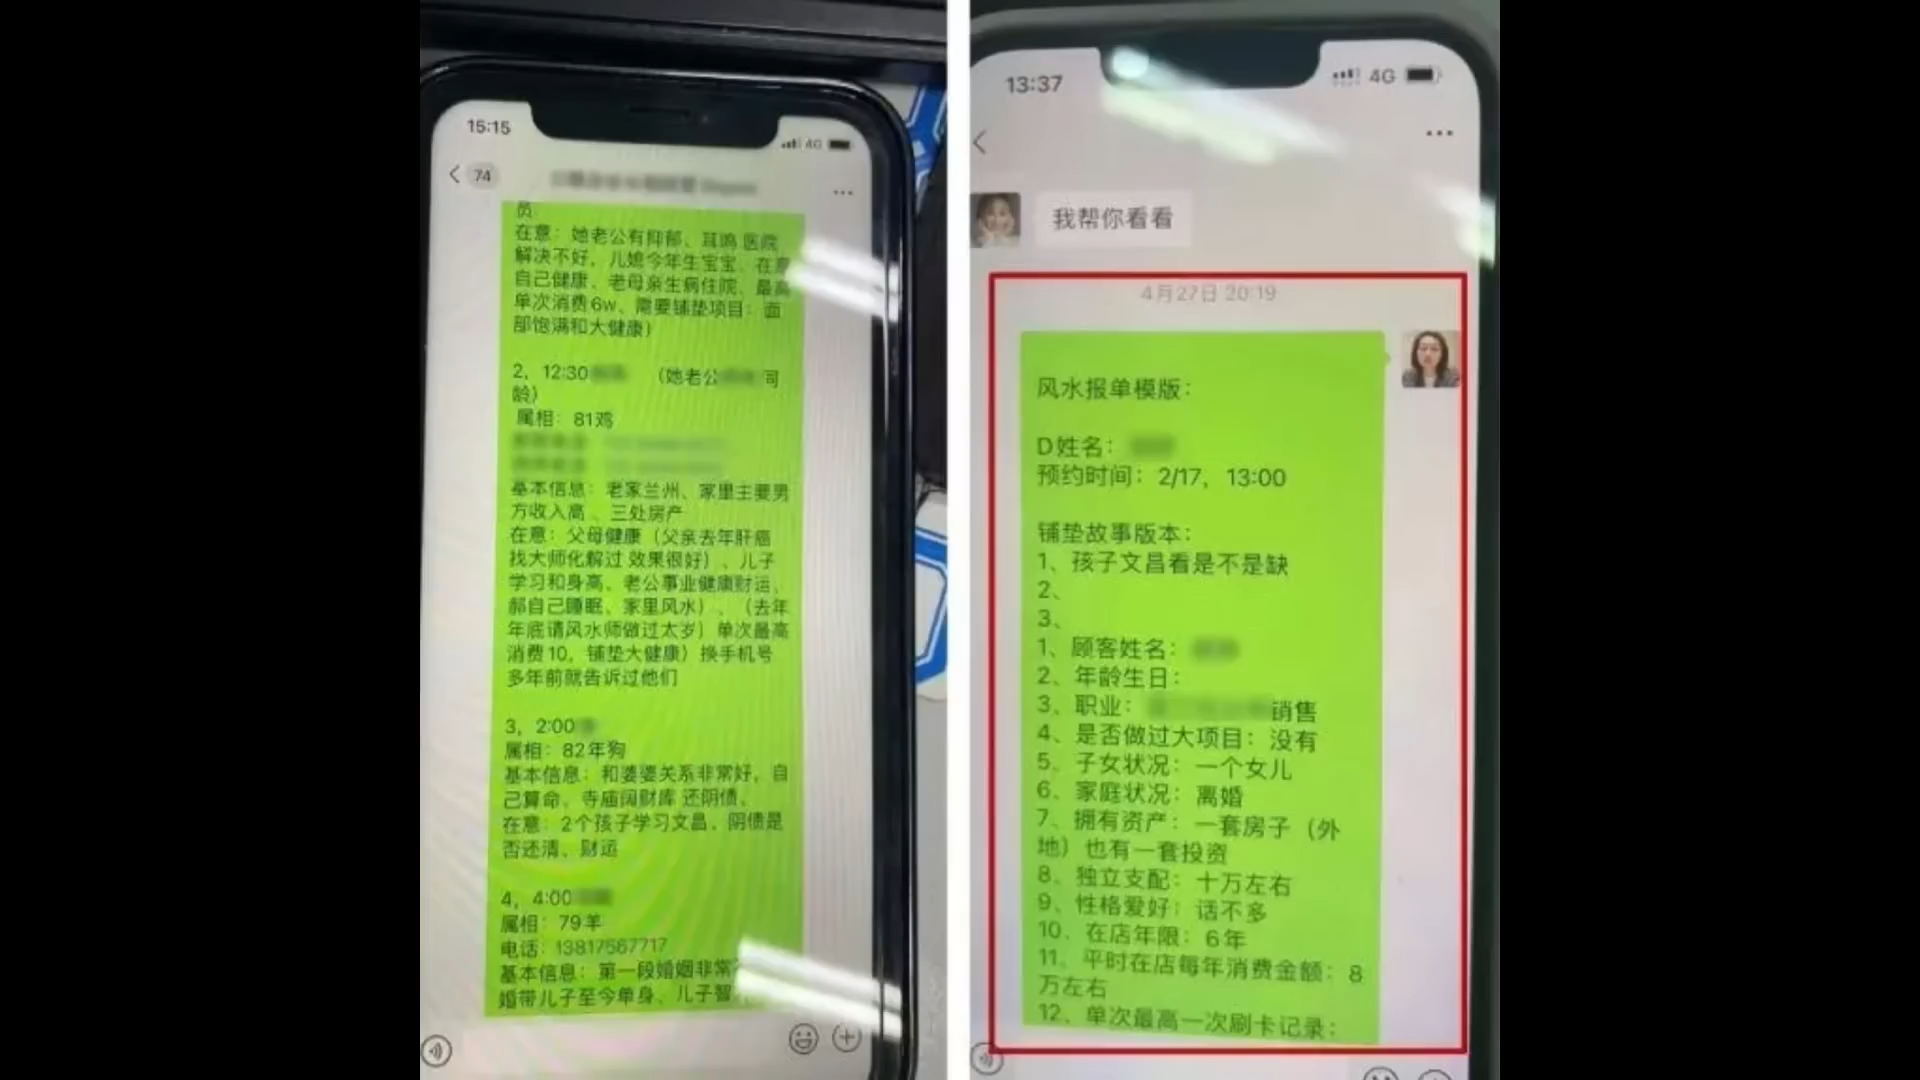 15:15
4G
74
员
在意：她老公有抑郁、耳鸣 医院
解决不好，儿媳今年生宝宝、在意
自己健康、老母亲生病住院、最高
单次消费6w、需要铺垫项目：面
部饱满和大健康）
2，12:30 （她老公 司
龄）
属相：81鸡
基本信息：老家兰州、家里主要男
方收入高 、三处房产
在意：父母健康（父亲去年肝癌
找大师化解过 效果很好）、儿子
学习和身高、老公事业健康财运、
郝自己睡眠、家里风水）、（去年
年底请风水师做过太岁）单次最高
消费10，铺垫大健康）换手机号
多年前就告诉过他们
3，2:00
属相：82年狗
基本信息：和婆婆关系非常好，自
己算命、寺庙阔财库 还阴债、
在意：2个孩子学习文昌、阴债是
否还清、财运
4，4:00
属相：79羊
电话：13817567717
基本信息：第一段婚姻非常
婚带儿子至今单身、儿子智
13:37
4G
我帮你看看
4月27日 20:19
风水报单模版：
D姓名：
预约时间：2/17，13:00
铺垫故事版本：
1、孩子文昌看是不是缺
2、
3、
1、顾客姓名：
2、年龄生日：
3、职业： 销售
4、是否做过大项目：没有
5、子女状况：一个女儿
6、家庭状况：离婚
7、拥有资产：一套房子（外
地）也有一套投资
8、独立支配：十万左右
9、性格爱好：话不多
10、在店年限：6年
11、平时在店每年消费金额：8
万左右
12、单次最高一次刷卡记录：